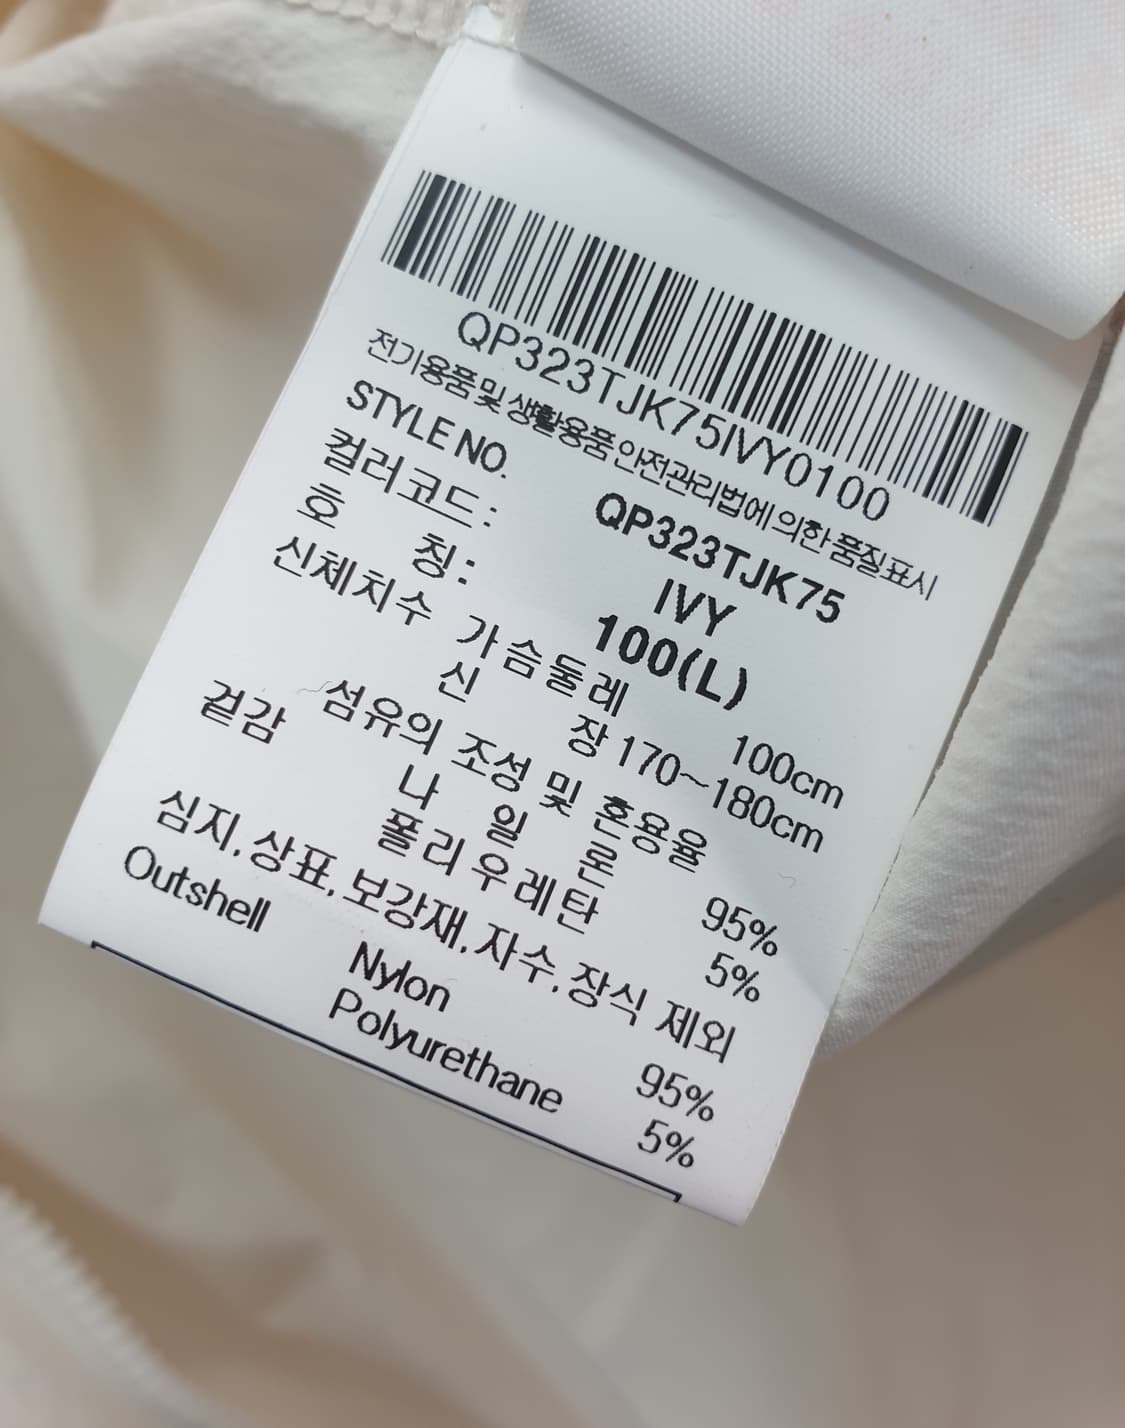 QP323TJK75IVY0100
전기용품 및 생활용품 안전관리법에 의한 품질표시
STYLE NO. QP323TJK75
컬러코드 : IVY
호 칭 : 100(L)
신체치수 가슴둘레 100cm
신 장 170~180cm
섬유의 조성 및 혼용율
겉감 나 일 론 95%
폴리우레탄 5%
심지, 상표, 보강재, 자수, 장식 제외
Outshell Nylon 95%
Polyurethane 5%